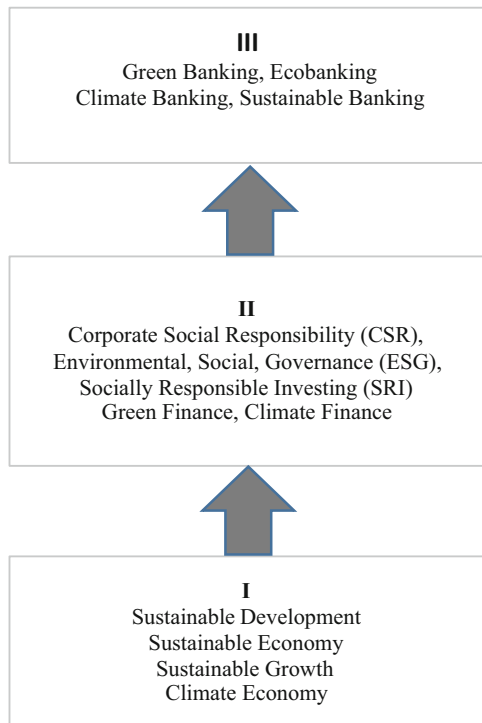 III
Green Banking, Ecobanking
Climate Banking, Sustainable Banking
II
Corporate Social Responsibility (CSR),
Environmental, Social, Governance (ESG),
Socially Responsible Investing (SRI)
Green Finance, Climate Finance
I
Sustainable Development
Sustainable Economy
Sustainable Growth
Climate Economy